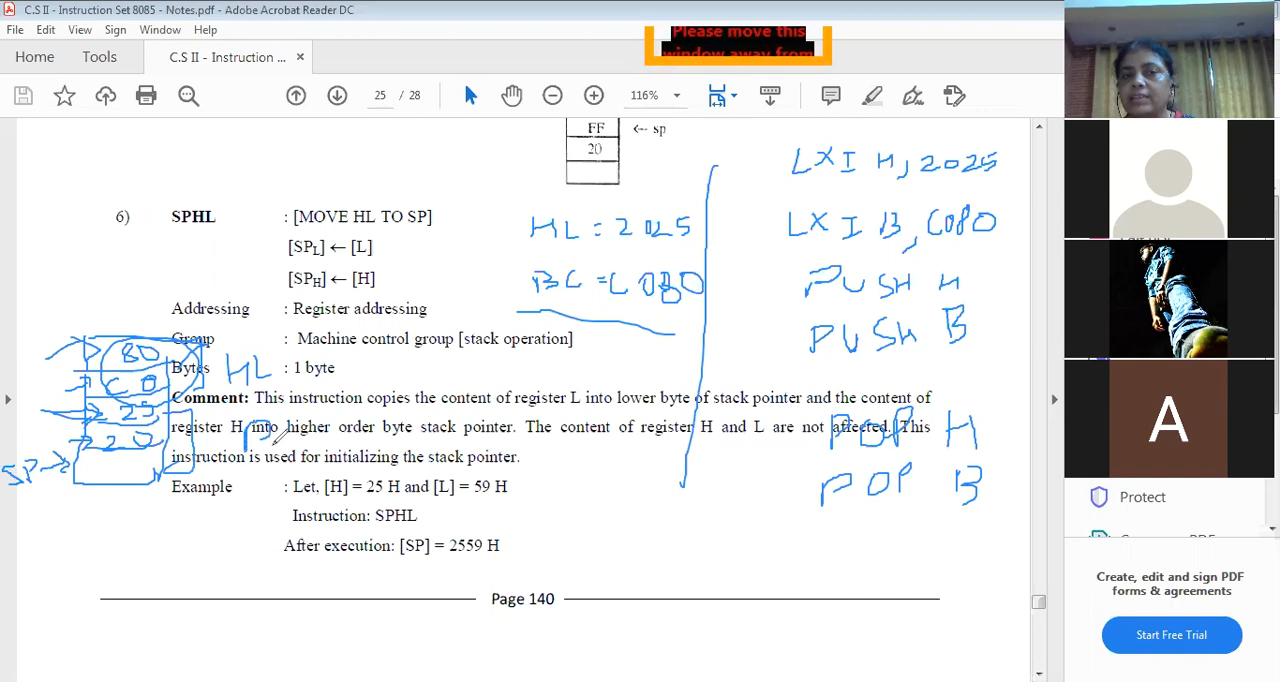 C.S II - Instruction Set 8085 - Notes.pdf - Adobe Acrobat Reader DC
File Edit View Sign Window Help
Please move this
window away from
Home Tools C.S II - Instruction ... ×
25 / 28 116%
FF ← sp
20
6) SPHL : [MOVE HL TO SP]
[SPL] ← [L]
[SPH] ← [H]
Addressing : Register addressing
Group : Machine control group [stack operation]
Bytes : 1 byte
Comment: This instruction copies the content of register L into lower byte of stack pointer and the content of
register H into higher order byte stack pointer. The content of register H and L are not affected. This
instruction is used for initializing the stack pointer.
Example : Let, [H] = 25 H and [L] = 59 H
Instruction: SPHL
After execution: [SP] = 2559 H
Page 140
HL = 2025
BC = C080
LXI H, 2025
LXI B, C080
PUSH H
PUSH B
POP H
POP B
80
C0
25
20
SP→
HL
P
A
Protect
Create, edit and sign PDF
forms & agreements
Start Free Trial